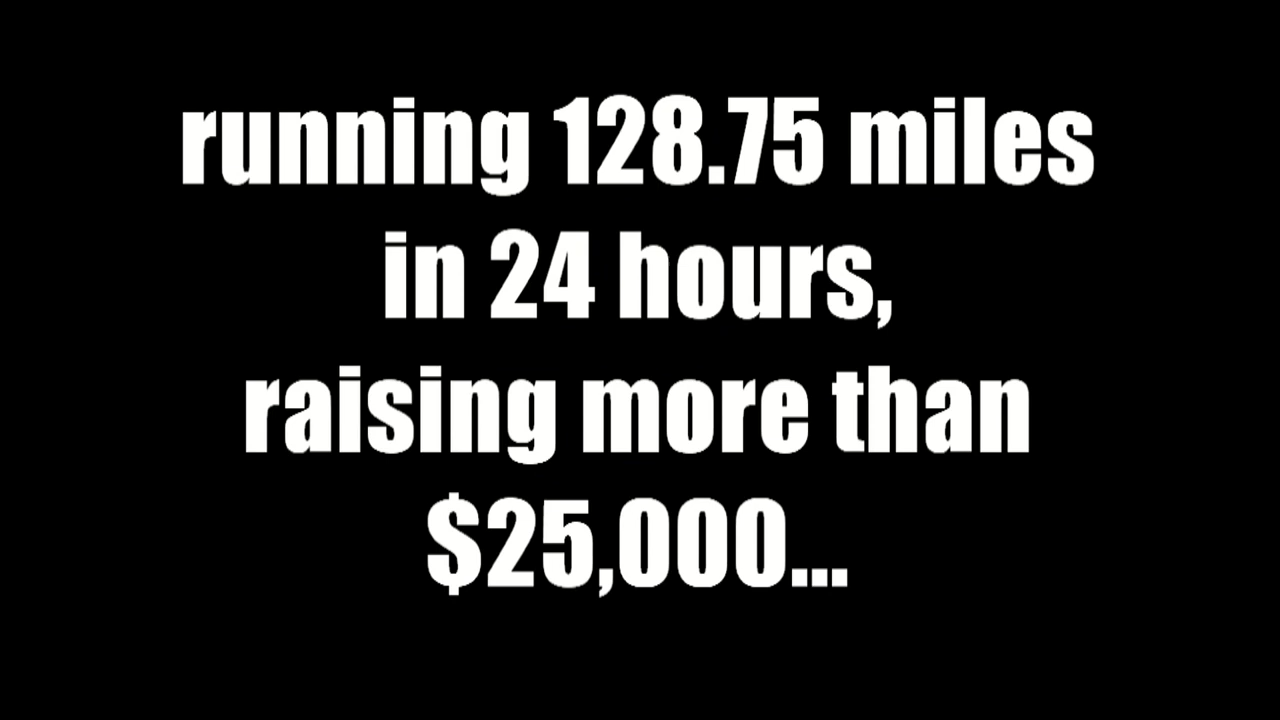 running 128.75 miles
in 24 hours,
raising more than
$25,000...